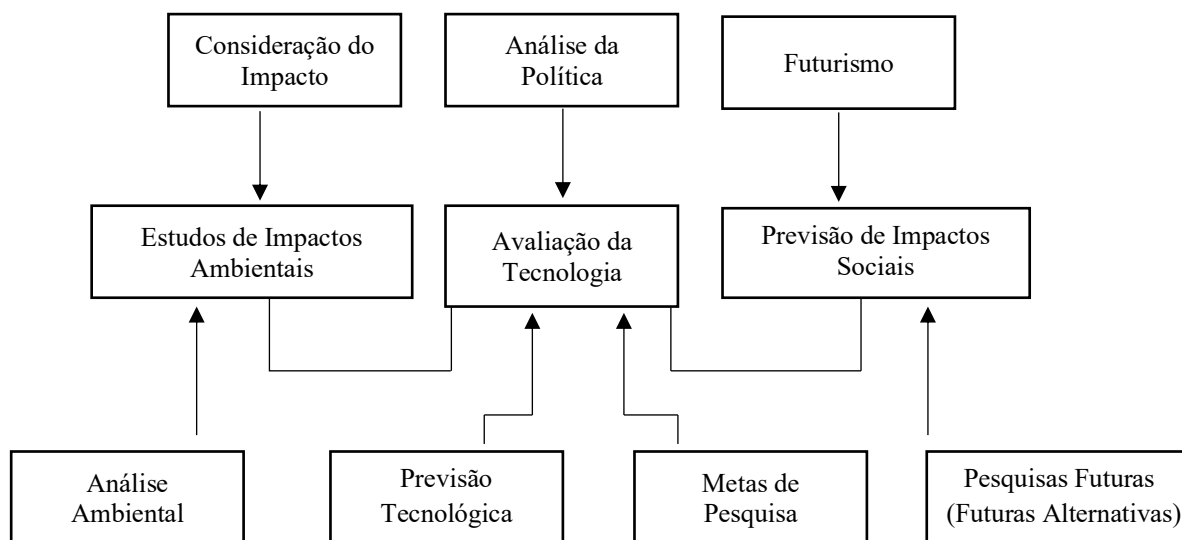 Consideração do
Impacto
Análise da
Política
Futurismo
Estudos de Impactos
Ambientais
Avaliação da
Tecnologia
Previsão de Impactos
Sociais
Análise
Ambiental
Previsão
Tecnológica
Metas de
Pesquisa
Pesquisas Futuras
(Futuras Alternativas)